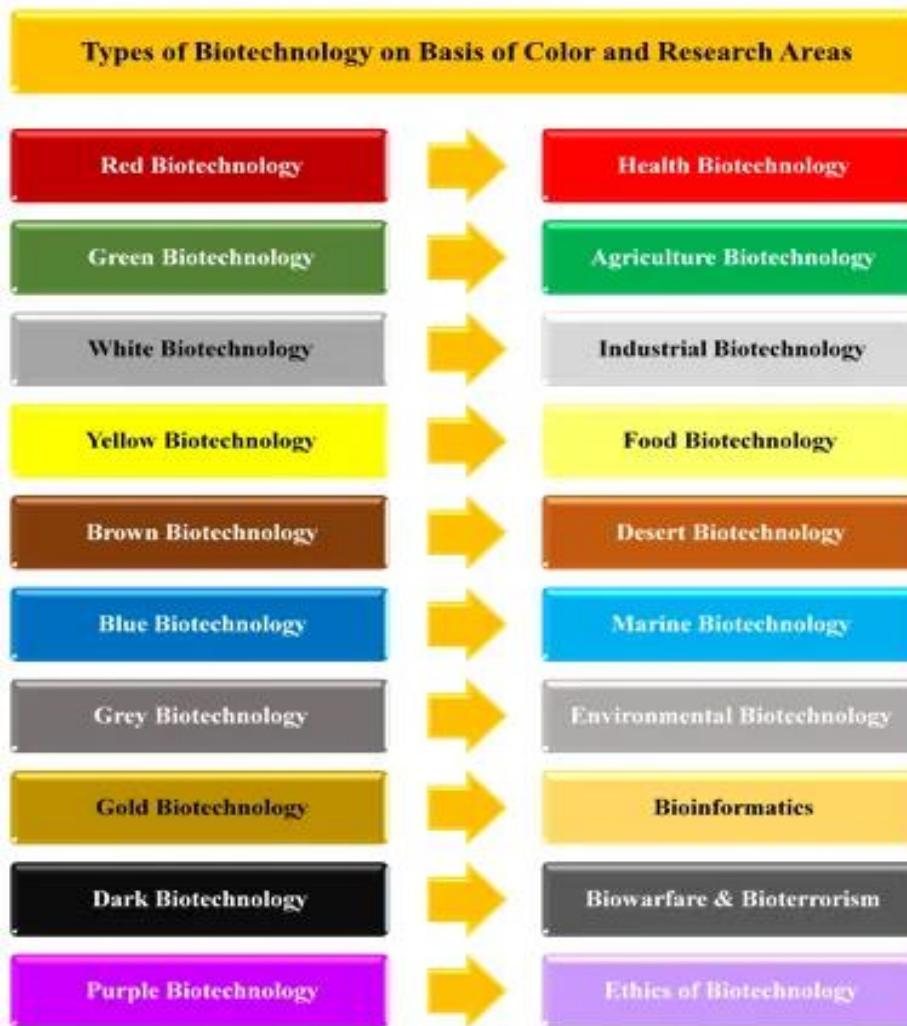 Types of Biotechnology on Basis of Color and Research Areas
Red Biotechnology
Health Biotechnology
Green Biotechnology
Agriculture Biotechnology
White Biotechnology
Industrial Biotechnology
Yellow Biotechnology
Food Biotechnology
Brown Biotechnology
Desert Biotechnology
Blue Biotechnology
Marine Biotechnology
Grey Biotechnology
Environmental Biotechnology
Gold Biotechnology
Bioinformatics
Dark Biotechnology
Biowarfare & Bioterrorism
Purple Biotechnology
Ethics of Biotechnology